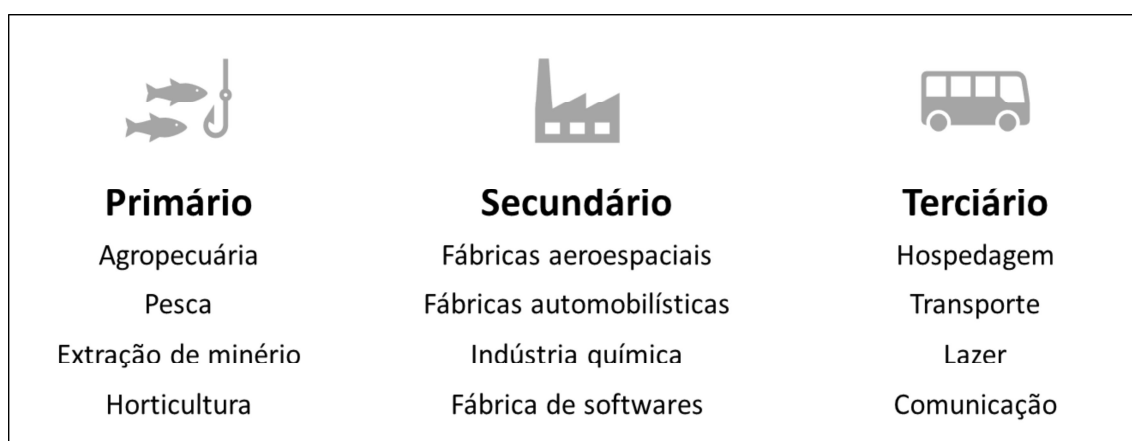 Primário
Agropecuária
Pesca
Extração de minério
Horticultura
Secundário
Fábricas aeroespaciais
Fábricas automobilísticas
Indústria química
Fábrica de softwares
Terciário
Hospedagem
Transporte
Lazer
Comunicação